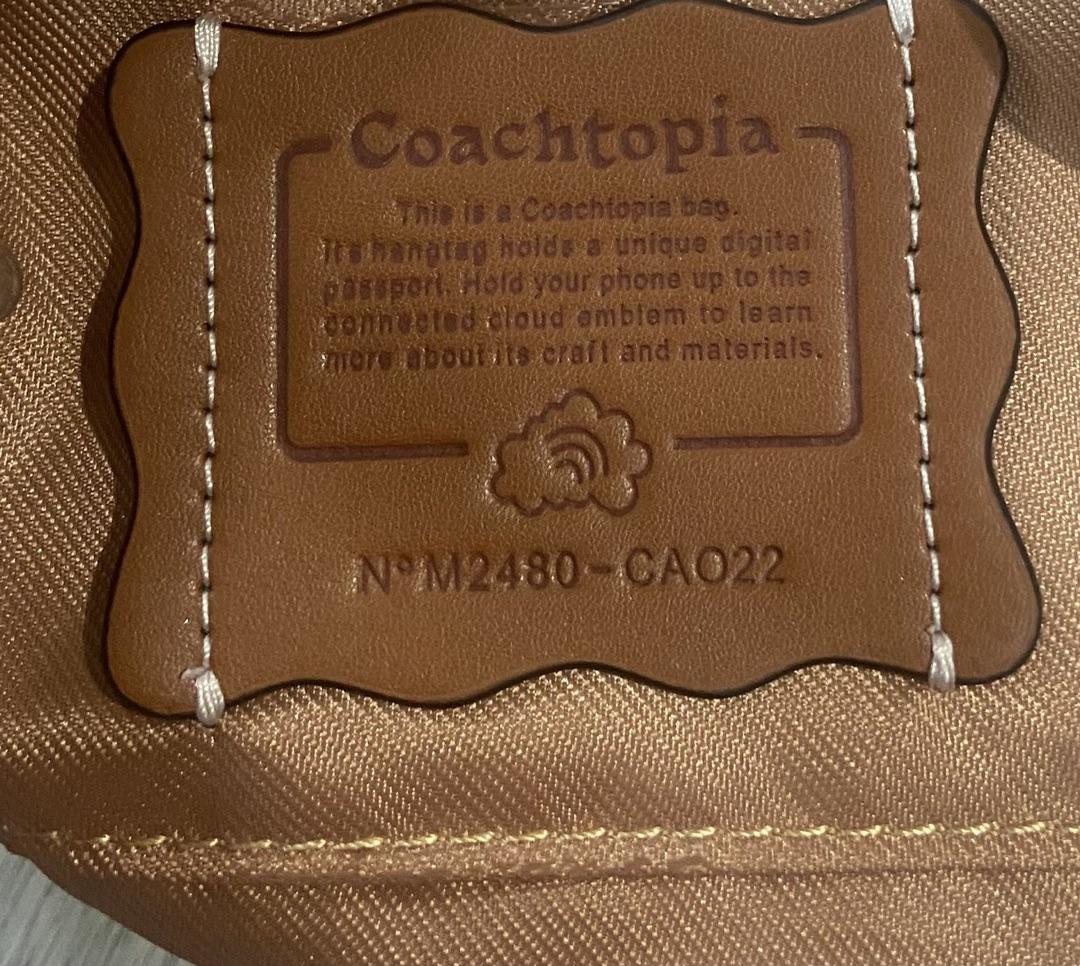 Coachtopia
This is a Coachtopia bag.
Its hangtag holds a unique digital
passport. Hold your phone up to the
connected cloud emblem to learn
more about its craft and materials.
Nº M2480-CAO22